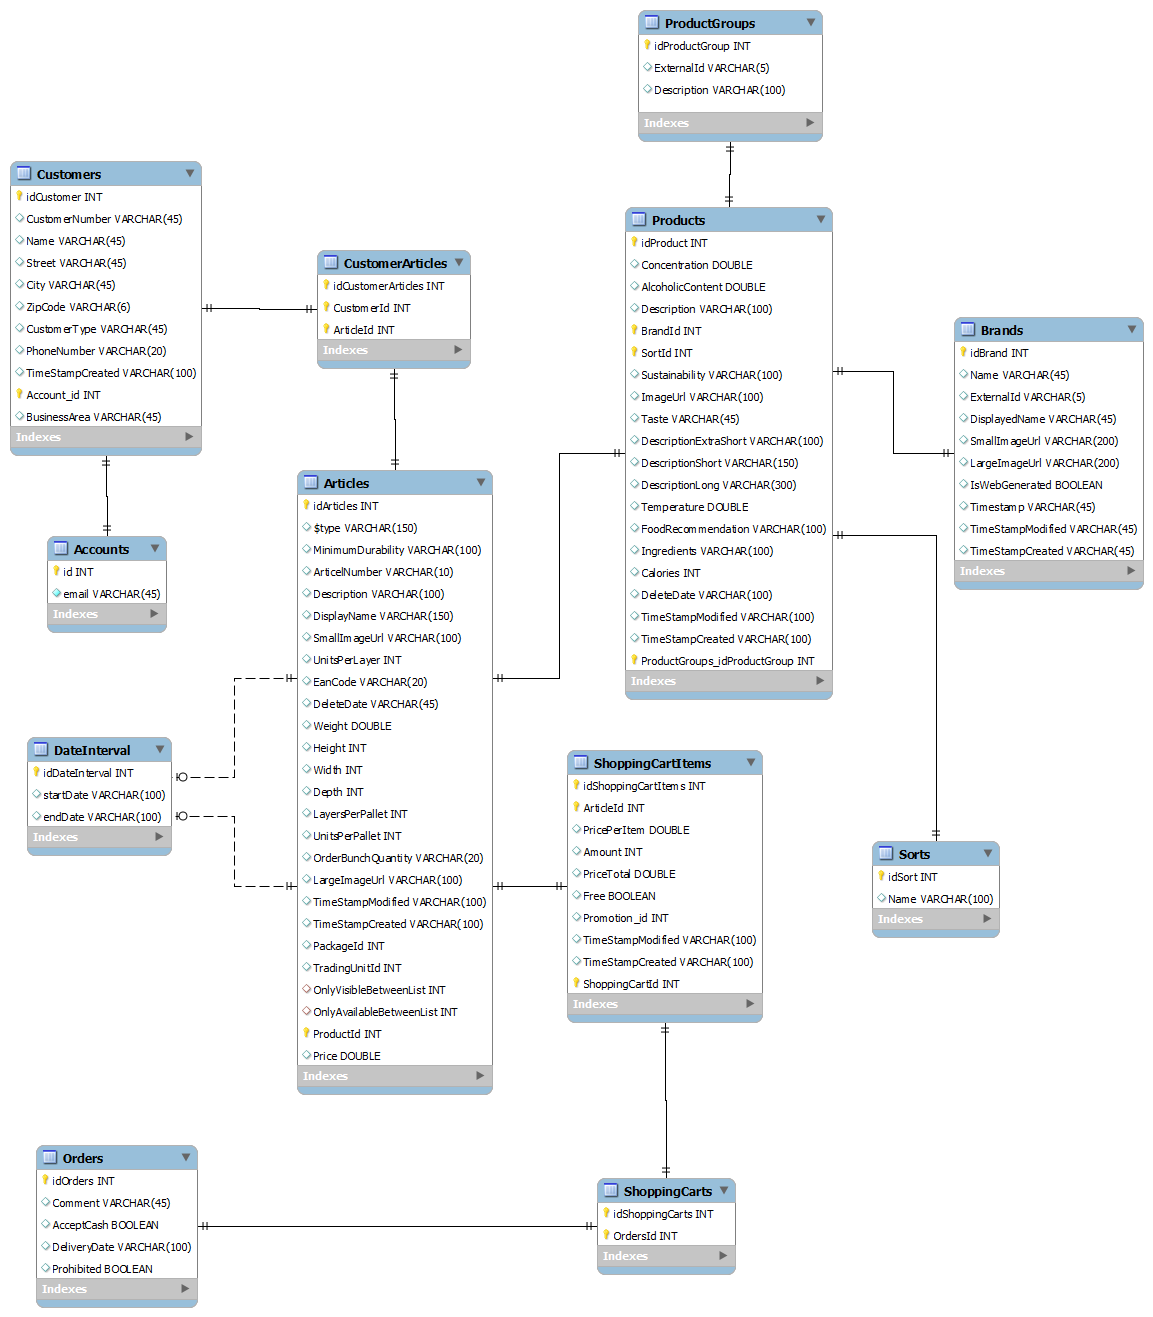 ProductGroups
idProductGroup INT
ExternalId VARCHAR(5)
Description VARCHAR(100)
Indexes
Customers
idCustomer INT
CustomerNumber VARCHAR(45)
Name VARCHAR(45)
Street VARCHAR(45)
City VARCHAR(45)
ZipCode VARCHAR(6)
CustomerType VARCHAR(45)
PhoneNumber VARCHAR(20)
TimeStampCreated VARCHAR(100)
Account_id INT
BusinessArea VARCHAR(45)
Indexes
CustomerArticles
idCustomerArticles INT
CustomerId INT
ArticleId INT
Indexes
Products
idProduct INT
Concentration DOUBLE
AlcoholicContent DOUBLE
Description VARCHAR(100)
BrandId INT
SortId INT
Sustainability VARCHAR(100)
ImageUrl VARCHAR(100)
Taste VARCHAR(45)
DescriptionExtraShort VARCHAR(100)
DescriptionShort VARCHAR(150)
DescriptionLong VARCHAR(300)
Temperature DOUBLE
FoodRecommendation VARCHAR(100)
Ingredients VARCHAR(100)
Calories INT
DeleteDate VARCHAR(100)
TimeStampModified VARCHAR(100)
TimeStampCreated VARCHAR(100)
ProductGroups_idProductGroup INT
Indexes
Brands
idBrand INT
Name VARCHAR(45)
ExternalId VARCHAR(5)
DisplayedName VARCHAR(45)
SmallImageUrl VARCHAR(200)
LargeImageUrl VARCHAR(200)
IsWebGenerated BOOLEAN
Timestamp VARCHAR(45)
TimeStampModified VARCHAR(45)
TimeStampCreated VARCHAR(45)
Indexes
Accounts
id INT
email VARCHAR(45)
Indexes
Articles
idArticles INT
$type VARCHAR(150)
MinimumDurability VARCHAR(100)
ArticelNumber VARCHAR(10)
Description VARCHAR(100)
DisplayName VARCHAR(150)
SmallImageUrl VARCHAR(100)
UnitsPerLayer INT
EanCode VARCHAR(20)
DeleteDate VARCHAR(45)
Weight DOUBLE
Height INT
Width INT
Depth INT
LayersPerPallet INT
UnitsPerPallet INT
OrderBunchQuantity VARCHAR(20)
LargeImageUrl VARCHAR(100)
TimeStampModified VARCHAR(100)
TimeStampCreated VARCHAR(100)
PackageId INT
TradingUnitId INT
OnlyVisibleBetweenList INT
OnlyAvailableBetweenList INT
ProductId INT
Price DOUBLE
Indexes
DateInterval
idDateInterval INT
startDate VARCHAR(100)
endDate VARCHAR(100)
Indexes
ShoppingCartItems
idShoppingCartItems INT
ArticleId INT
PricePerItem DOUBLE
Amount INT
PriceTotal DOUBLE
Free BOOLEAN
Promotion_id INT
TimeStampModified VARCHAR(100)
TimeStampCreated VARCHAR(100)
ShoppingCartId INT
Indexes
Sorts
idSort INT
Name VARCHAR(100)
Indexes
Orders
idOrders INT
Comment VARCHAR(45)
AcceptCash BOOLEAN
DeliveryDate VARCHAR(100)
Prohibited BOOLEAN
Indexes
ShoppingCarts
idShoppingCarts INT
OrdersId INT
Indexes